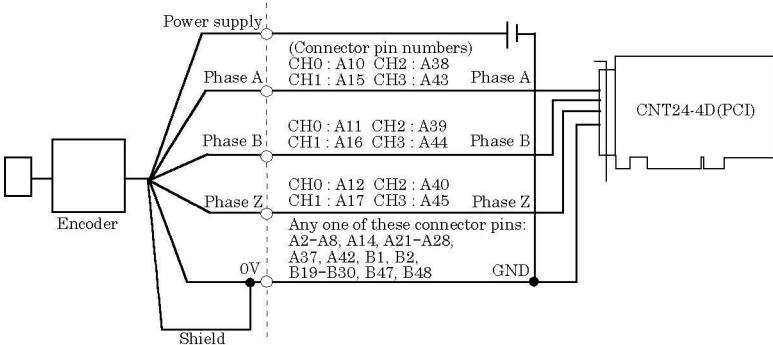 Power supply
(Connector pin numbers)
CH0 : A10 CH2 : A38
Phase A CH1 : A15 CH3 : A43 Phase A
CNT24-4D(PCI)
CH0 : A11 CH2 : A39
Phase B CH1 : A16 CH3 : A44 Phase B
CH0 : A12 CH2 : A40
Phase Z CH1 : A17 CH3 : A45 Phase Z
Encoder
Any one of these connector pins:
A2-A8, A14, A21-A28,
A37, A42, B1, B2,
0V B19-B30, B47, B48 GND
Shield